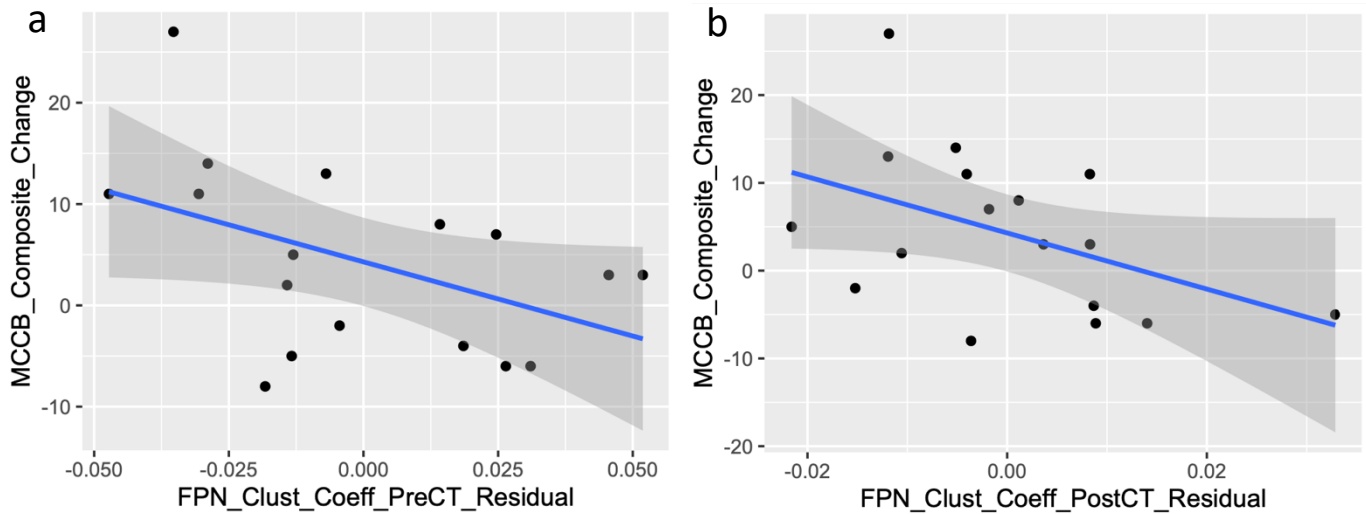 a
MCCB_Composite_Change
20
10
0
-10
-0.050
-0.025
0.000
0.025
0.050
FPN_Clust_Coeff_PreCT_Residual
b
MCCB_Composite_Change
20
10
0
-10
-20
-0.02
0.00
0.02
FPN_Clust_Coeff_PostCT_Residual